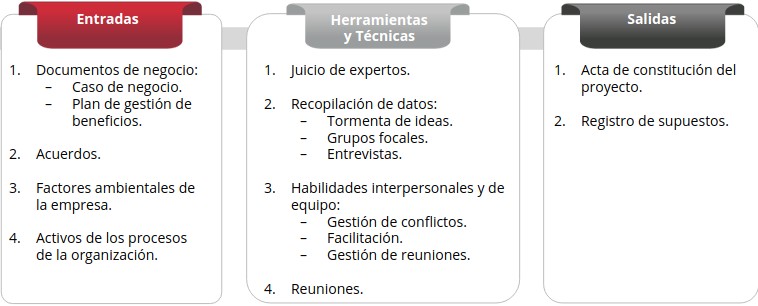 Entradas
1. Documentos de negocio:
– Caso de negocio.
– Plan de gestión de
beneficios.
2. Acuerdos.
3. Factores ambientales de
la empresa.
4. Activos de los procesos
de la organización.
Herramientas
y Técnicas
1. Juicio de expertos.
2. Recopilación de datos:
– Tormenta de ideas.
– Grupos focales.
– Entrevistas.
3. Habilidades interpersonales y de
equipo:
– Gestión de conflictos.
– Facilitación.
– Gestión de reuniones.
4. Reuniones.
Salidas
1. Acta de constitución del
proyecto.
2. Registro de supuestos.